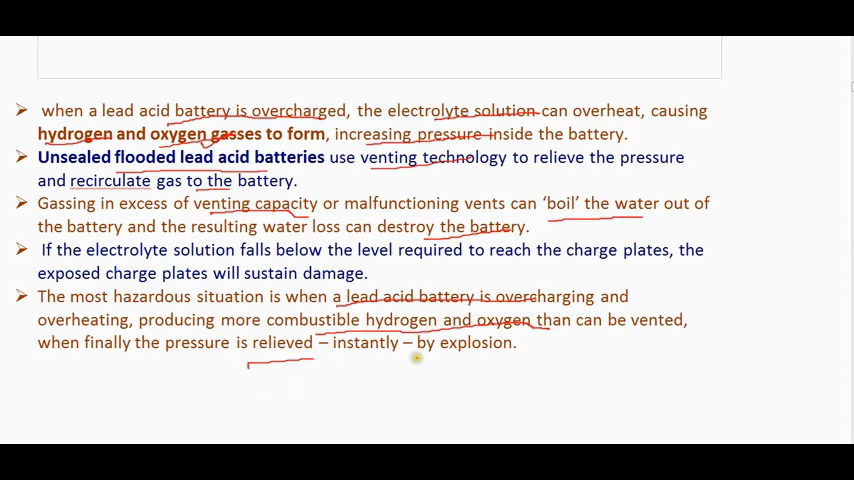 ➢ when a lead acid battery is overcharged, the electrolyte solution can overheat, causing
hydrogen and oxygen gasses to form, increasing pressure inside the battery.
➢ Unsealed flooded lead acid batteries use venting technology to relieve the pressure
and recirculate gas to the battery.
➢ Gassing in excess of venting capacity or malfunctioning vents can ‘boil’ the water out of
the battery and the resulting water loss can destroy the battery.
➢ If the electrolyte solution falls below the level required to reach the charge plates, the
exposed charge plates will sustain damage.
➢ The most hazardous situation is when a lead acid battery is overcharging and
overheating, producing more combustible hydrogen and oxygen than can be vented,
when finally the pressure is relieved – instantly – by explosion.